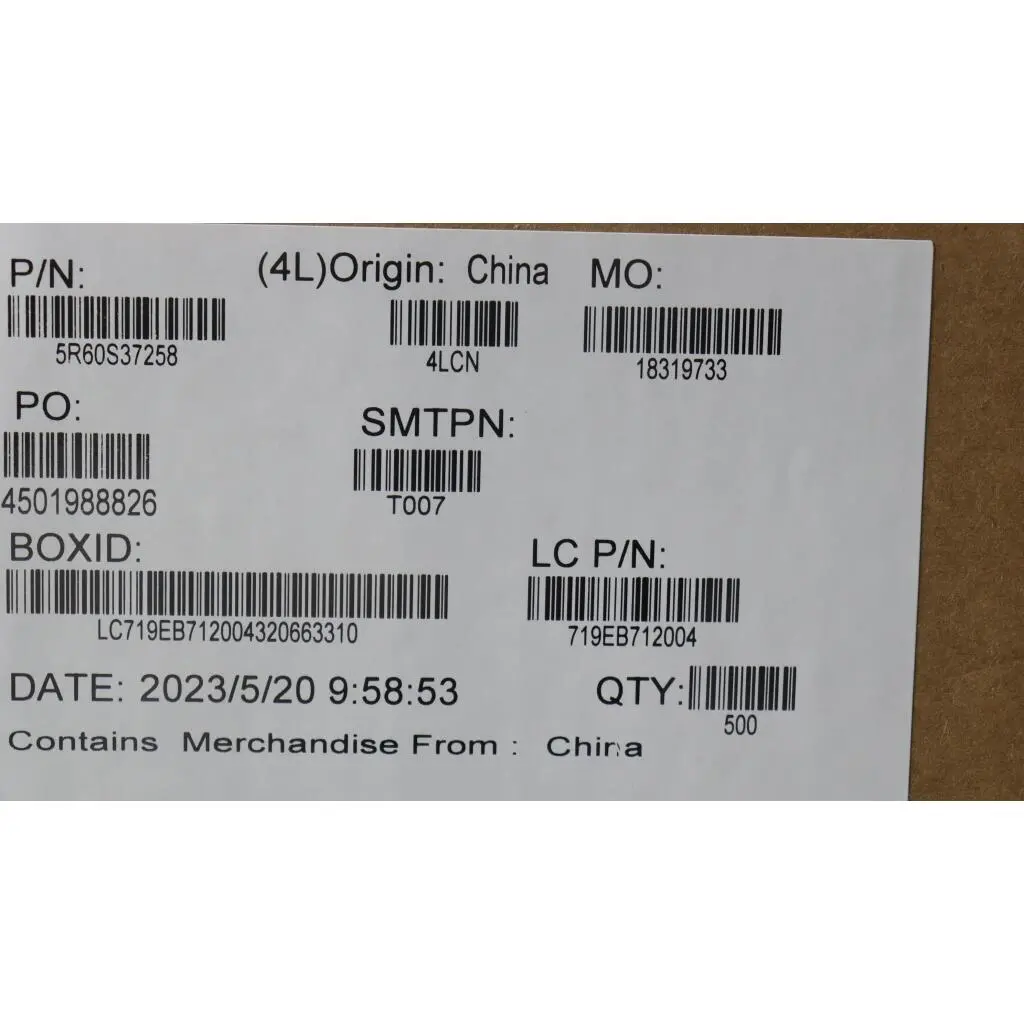 P/N: (4L)Origin: China MO:
5R60S37258 4LCN 18319733
PO: SMTPN:
4501988826 T007
BOXID: LC P/N:
LC719EB712004320663310 719EB712004
DATE: 2023/5/20 9:58:53 QTY:
500
Contains Merchandise From : China